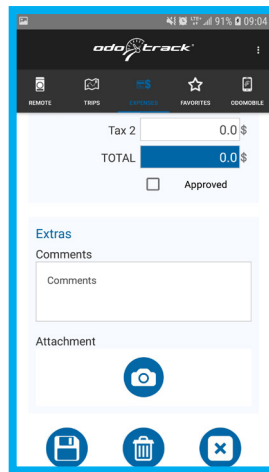 LTE 91% 09:04
odotrack
REMOTE TRIPS EXPENSES FAVORITES ODOMOBILE
Tax 2 0.0 $
TOTAL 0.0 $
Approved
Extras
Comments
Comments
Attachment